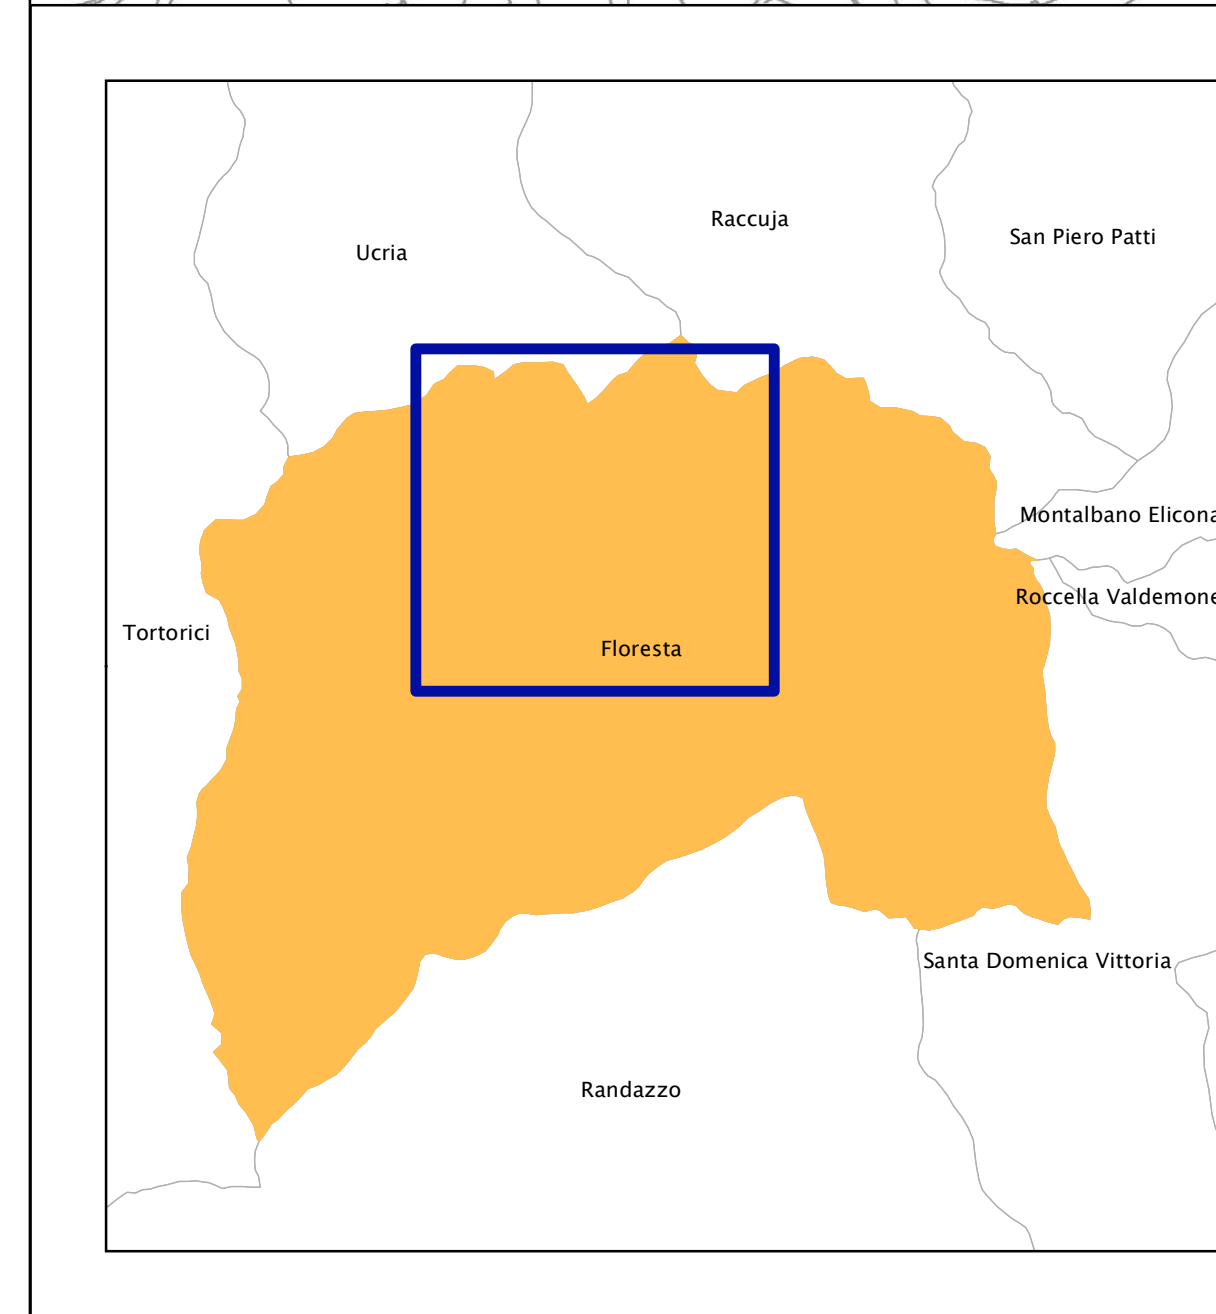 Raccuja
San Piero Patti
Ucria
Montalbano Elicona
Roccella Valdemone
Tortorici
Floresta
Santa Domenica Vittoria
Randazzo